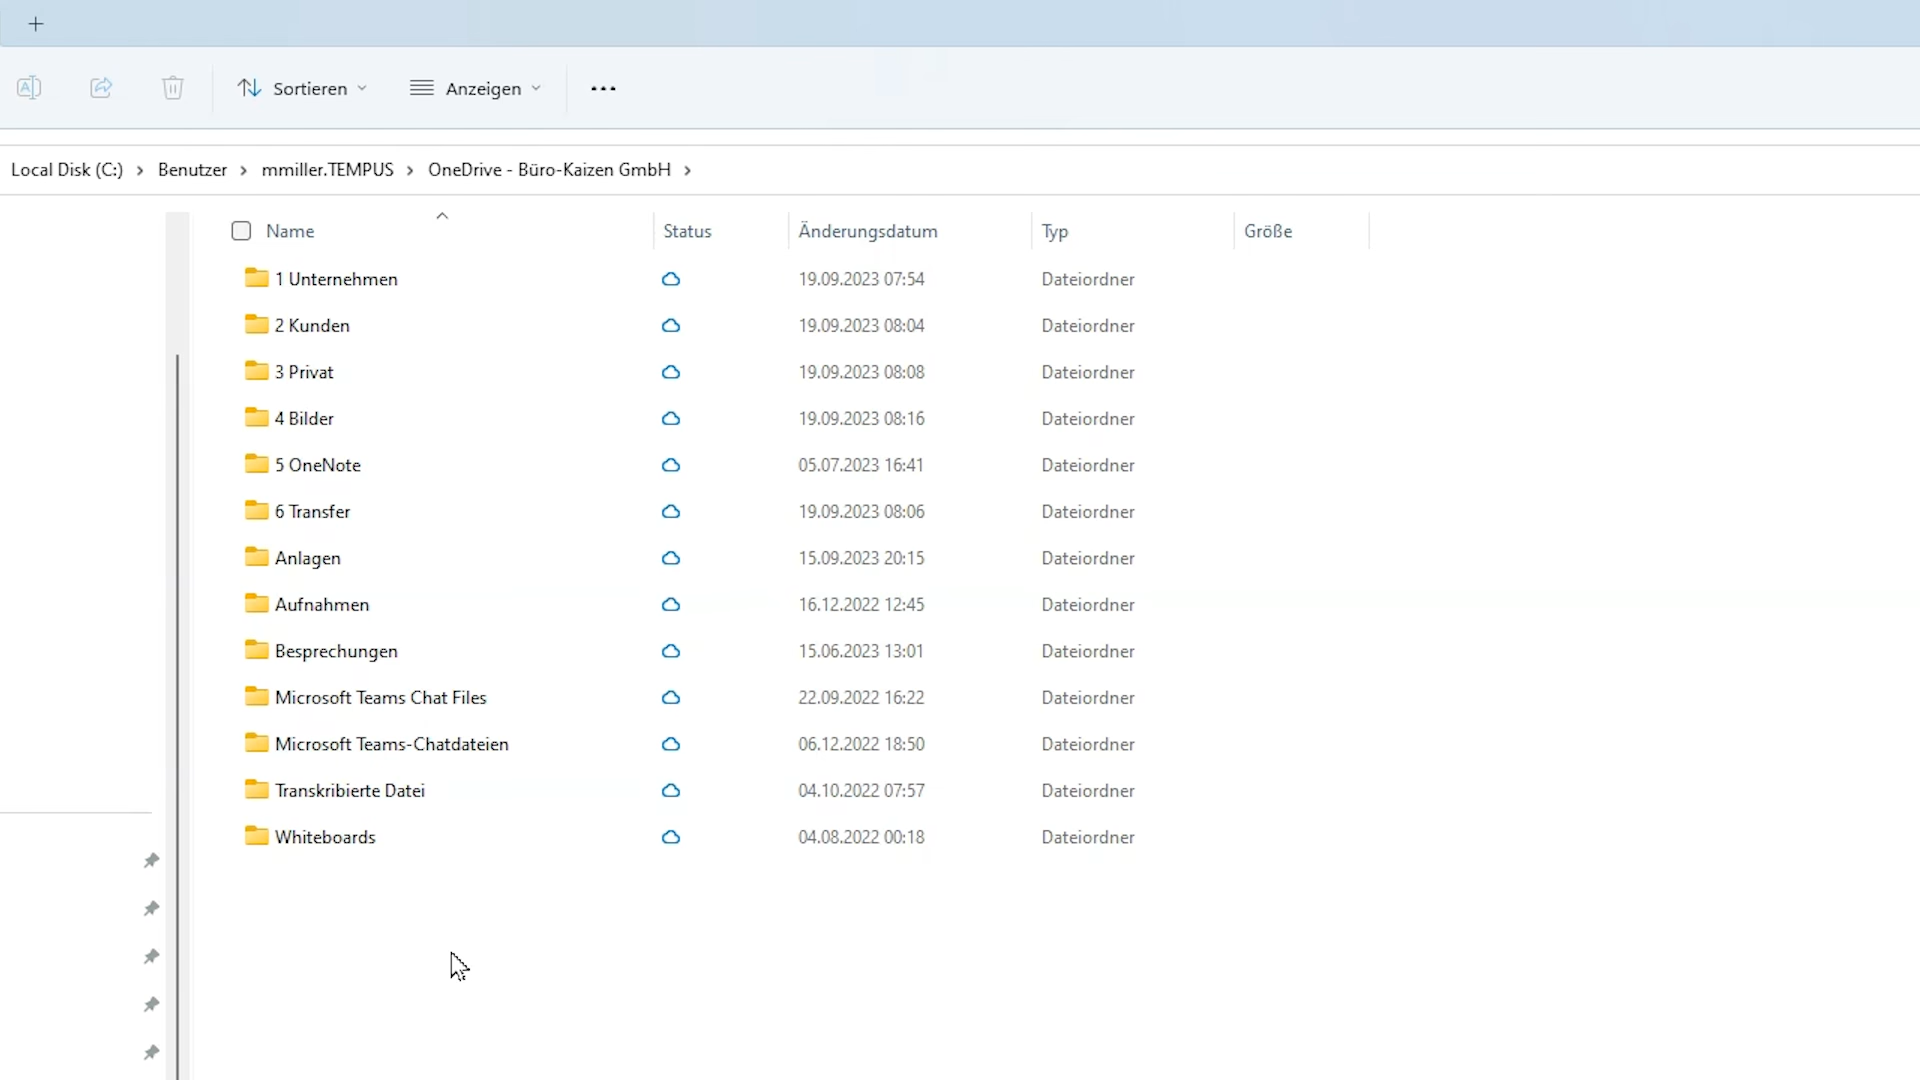 Sortieren Anzeigen
Local Disk (C:) > Benutzer > mmiller.TEMPUS > OneDrive - Büro-Kaizen GmbH >
Name Status Änderungsdatum Typ Größe
1 Unternehmen 19.09.2023 07:54 Dateiordner
2 Kunden 19.09.2023 08:04 Dateiordner
3 Privat 19.09.2023 08:08 Dateiordner
4 Bilder 19.09.2023 08:16 Dateiordner
5 OneNote 05.07.2023 16:41 Dateiordner
6 Transfer 19.09.2023 08:06 Dateiordner
Anlagen 15.09.2023 20:15 Dateiordner
Aufnahmen 16.12.2022 12:45 Dateiordner
Besprechungen 15.06.2023 13:01 Dateiordner
Microsoft Teams Chat Files 22.09.2022 16:22 Dateiordner
Microsoft Teams-Chatdateien 06.12.2022 18:50 Dateiordner
Transkribierte Datei 04.10.2022 07:57 Dateiordner
Whiteboards 04.08.2022 00:18 Dateiordner